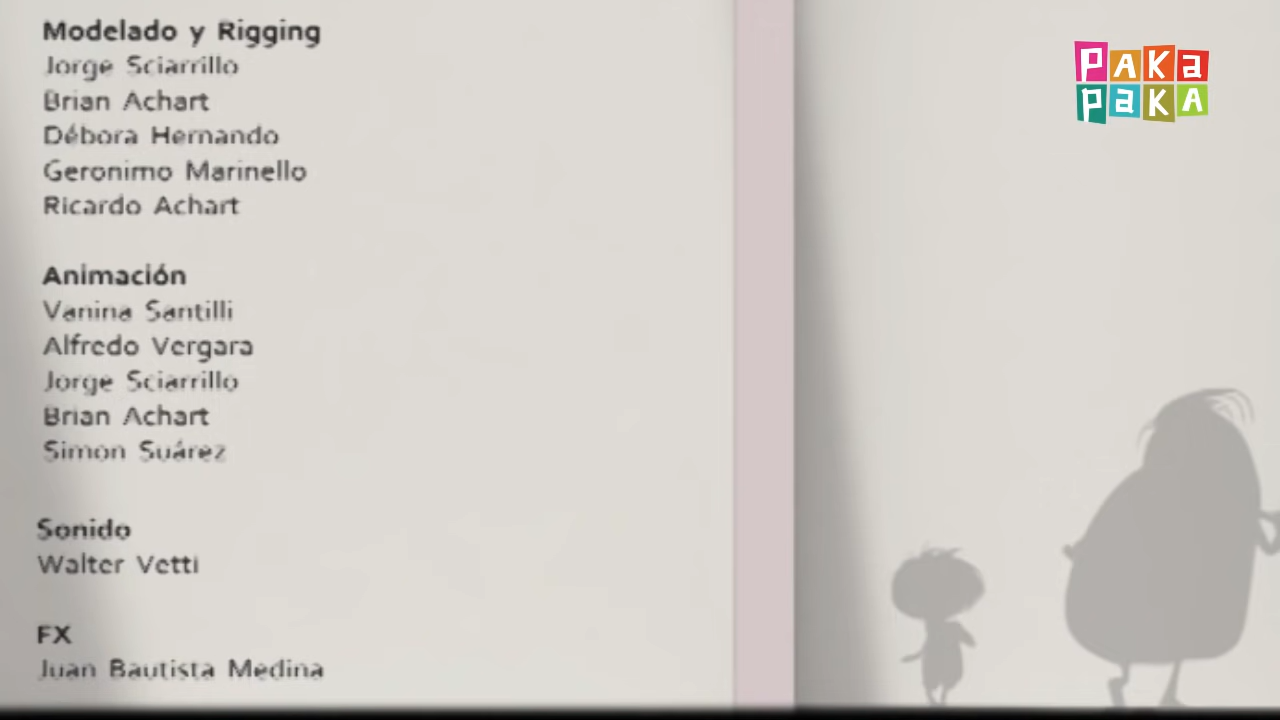 Modelado y Rigging
Jorge Sciarrillo
Brian Achart
Débora Hernando
Geronimo Marinello
Ricardo Achart
Animación
Vanina Santilli
Alfredo Vergara
Jorge Sciarrillo
Brian Achart
Simon Suárez
Sonido
Walter Vetti
FX
Juan Bautista Medina
PAKa
PaKA